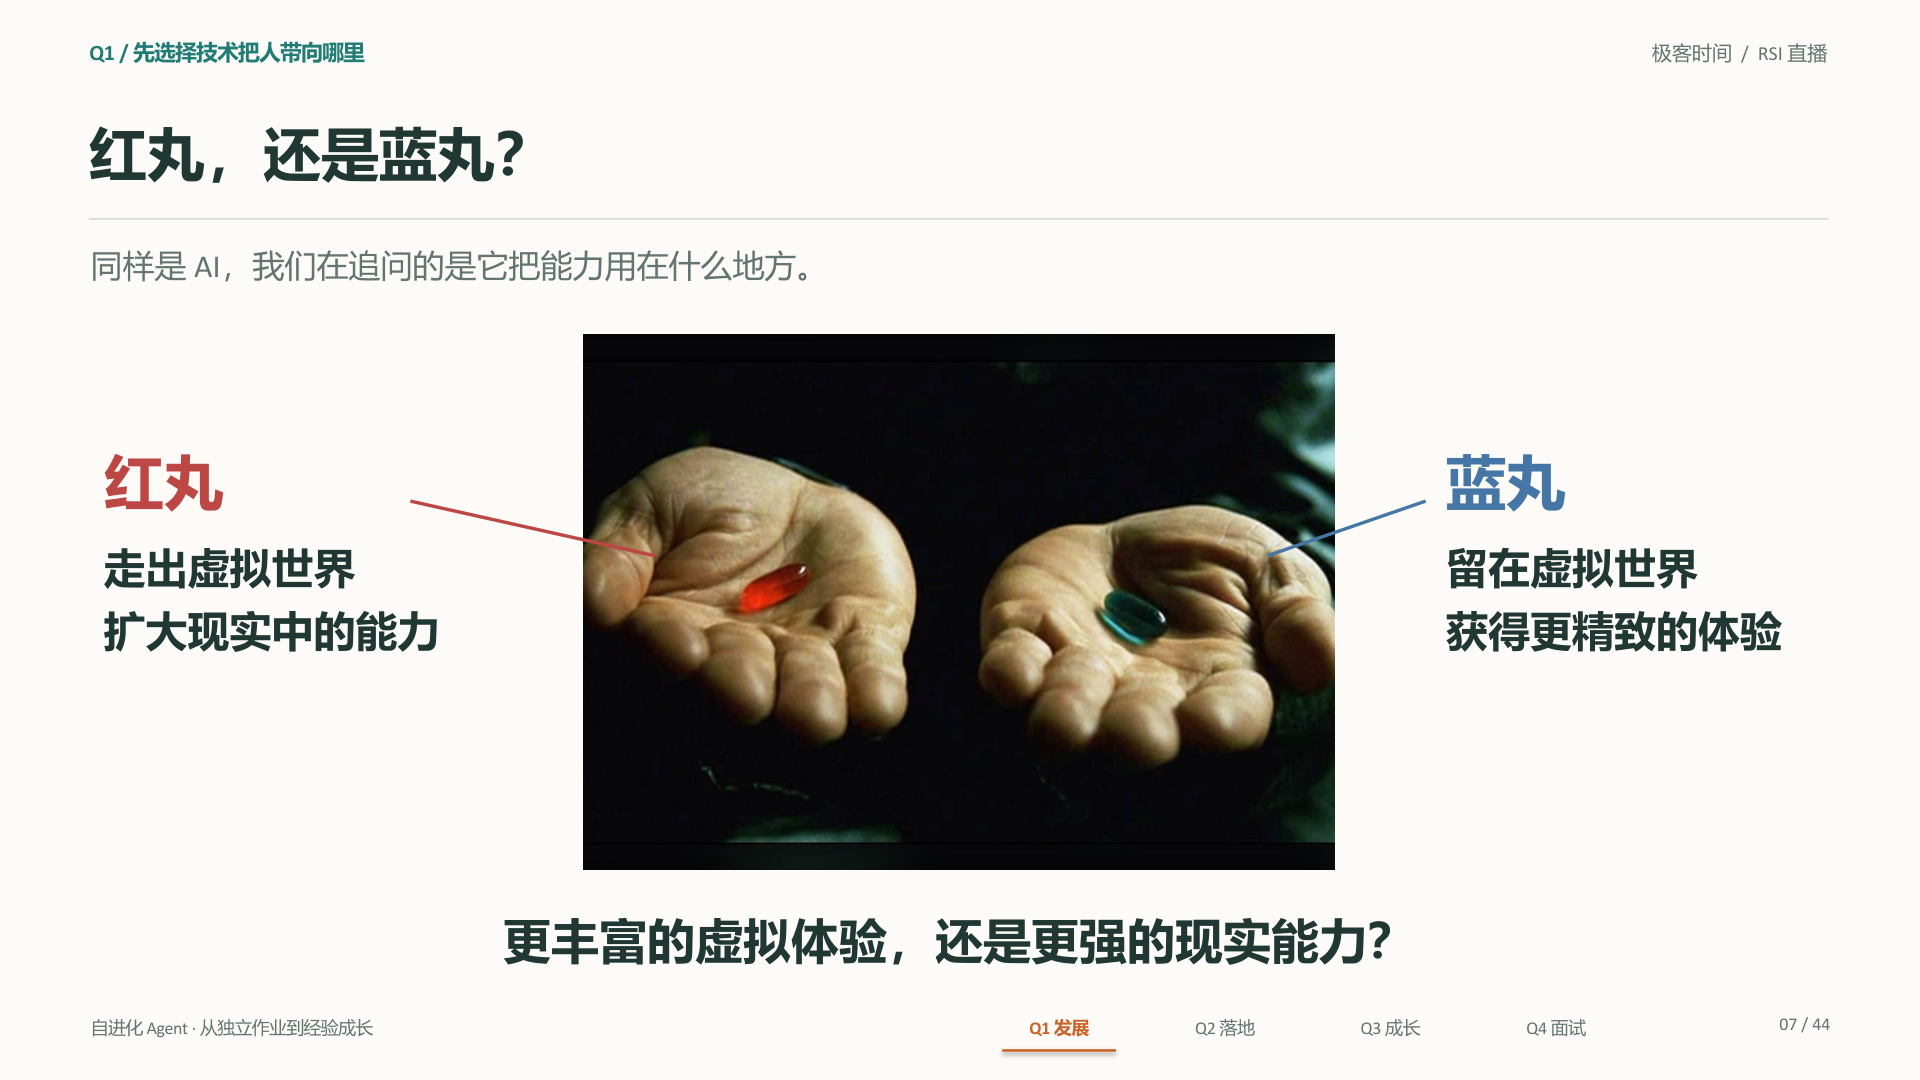 Q1 / 先选择技术把人带向哪里
极客时间 / RSI 直播
红丸，还是蓝丸？
同样是 AI，我们在追问的是它把能力用在什么地方。
红丸
走出虚拟世界
扩大现实中的能力
蓝丸
留在虚拟世界
获得更精致的体验
更丰富的虚拟体验，还是更强的现实能力？
自进化 Agent · 从独立作业到经验成长
Q1 发展
Q2 落地
Q3 成长
Q4 面试
07 / 44